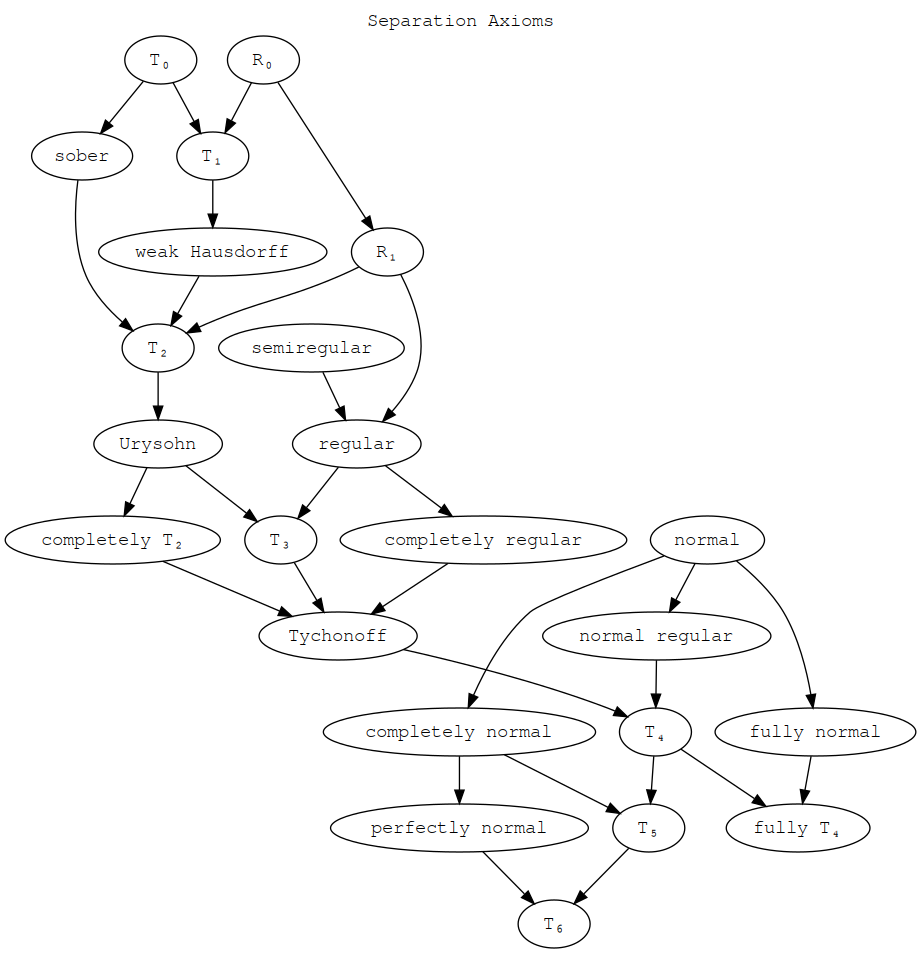 Separation Axioms
T₀
R₀
sober
T₁
weak Hausdorff
R₁
T₂
semiregular
Urysohn
regular
completely T₂
T₃
completely regular
normal
Tychonoff
normal regular
completely normal
T₄
fully normal
perfectly normal
T₅
fully T₄
T₆